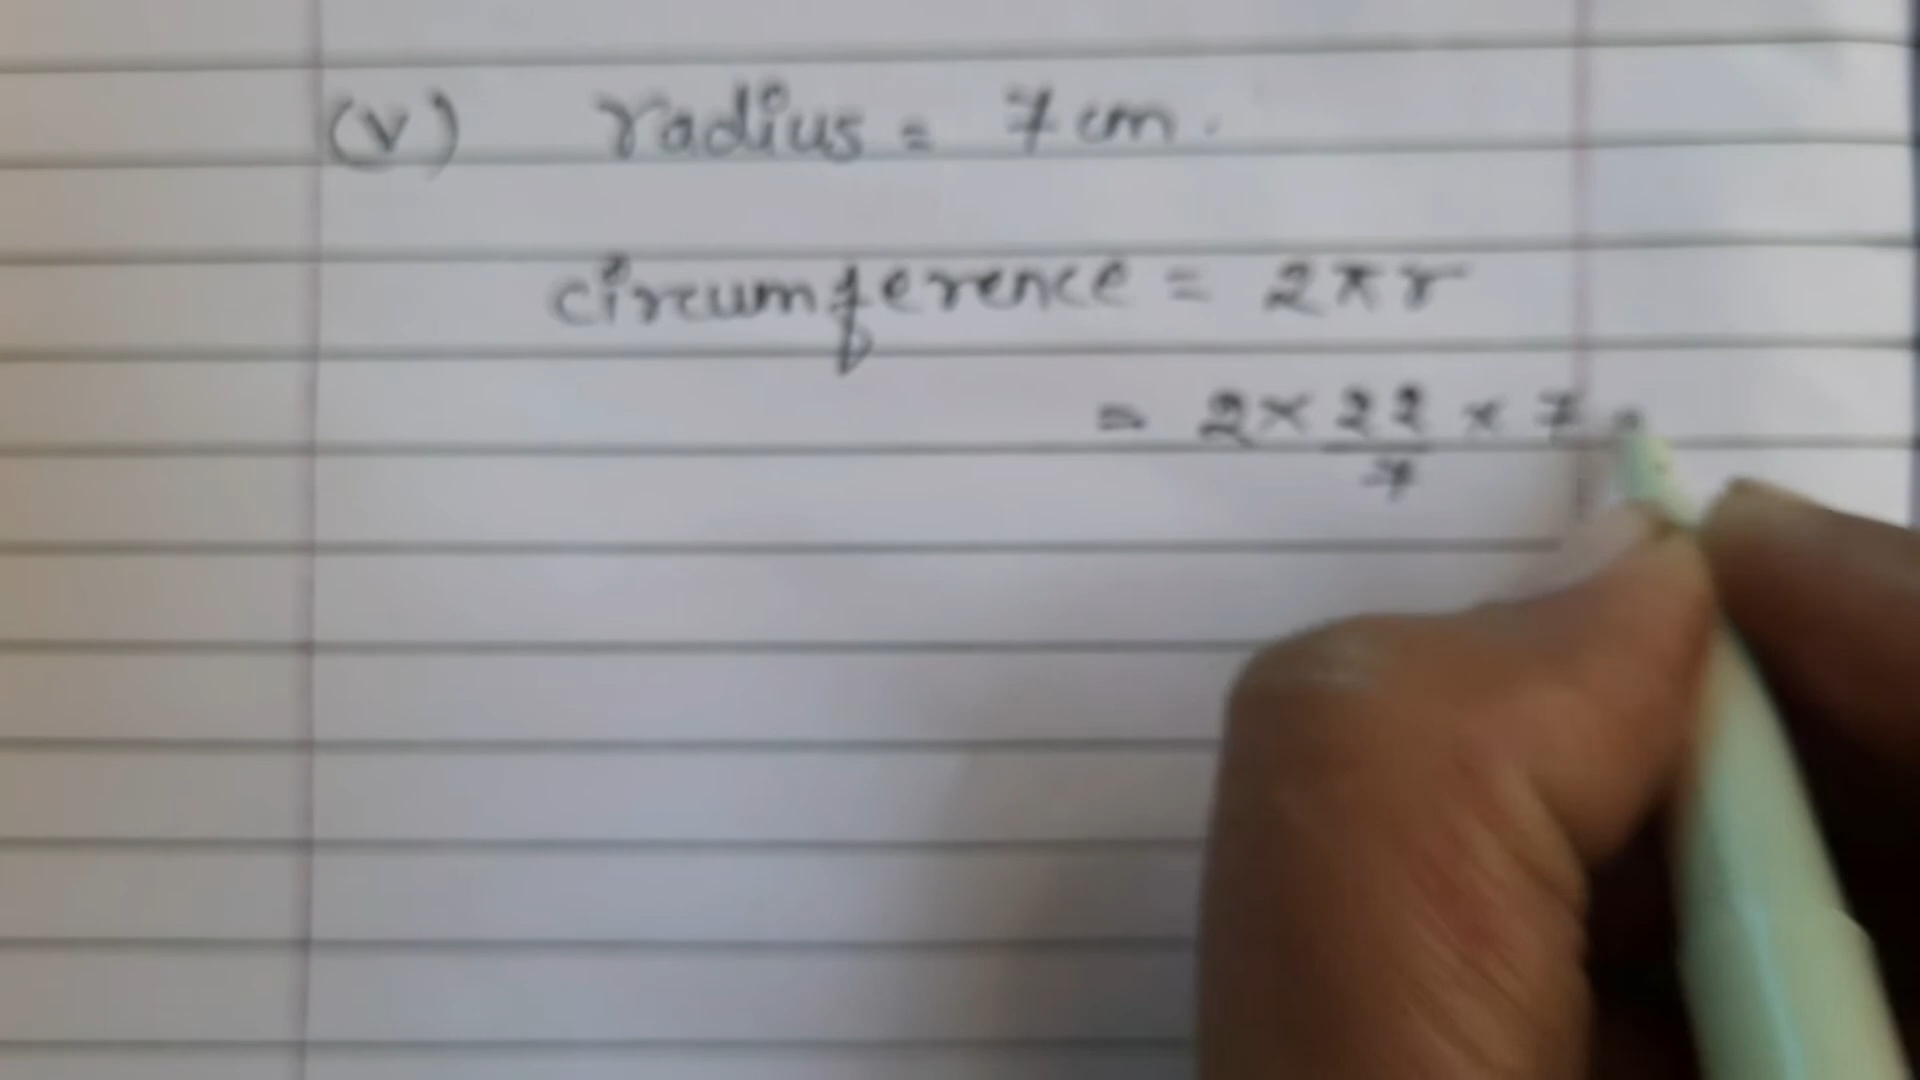 (v) radius = 7 cm.
circumference = 2πr
= 2 × 22/7 × 7 =